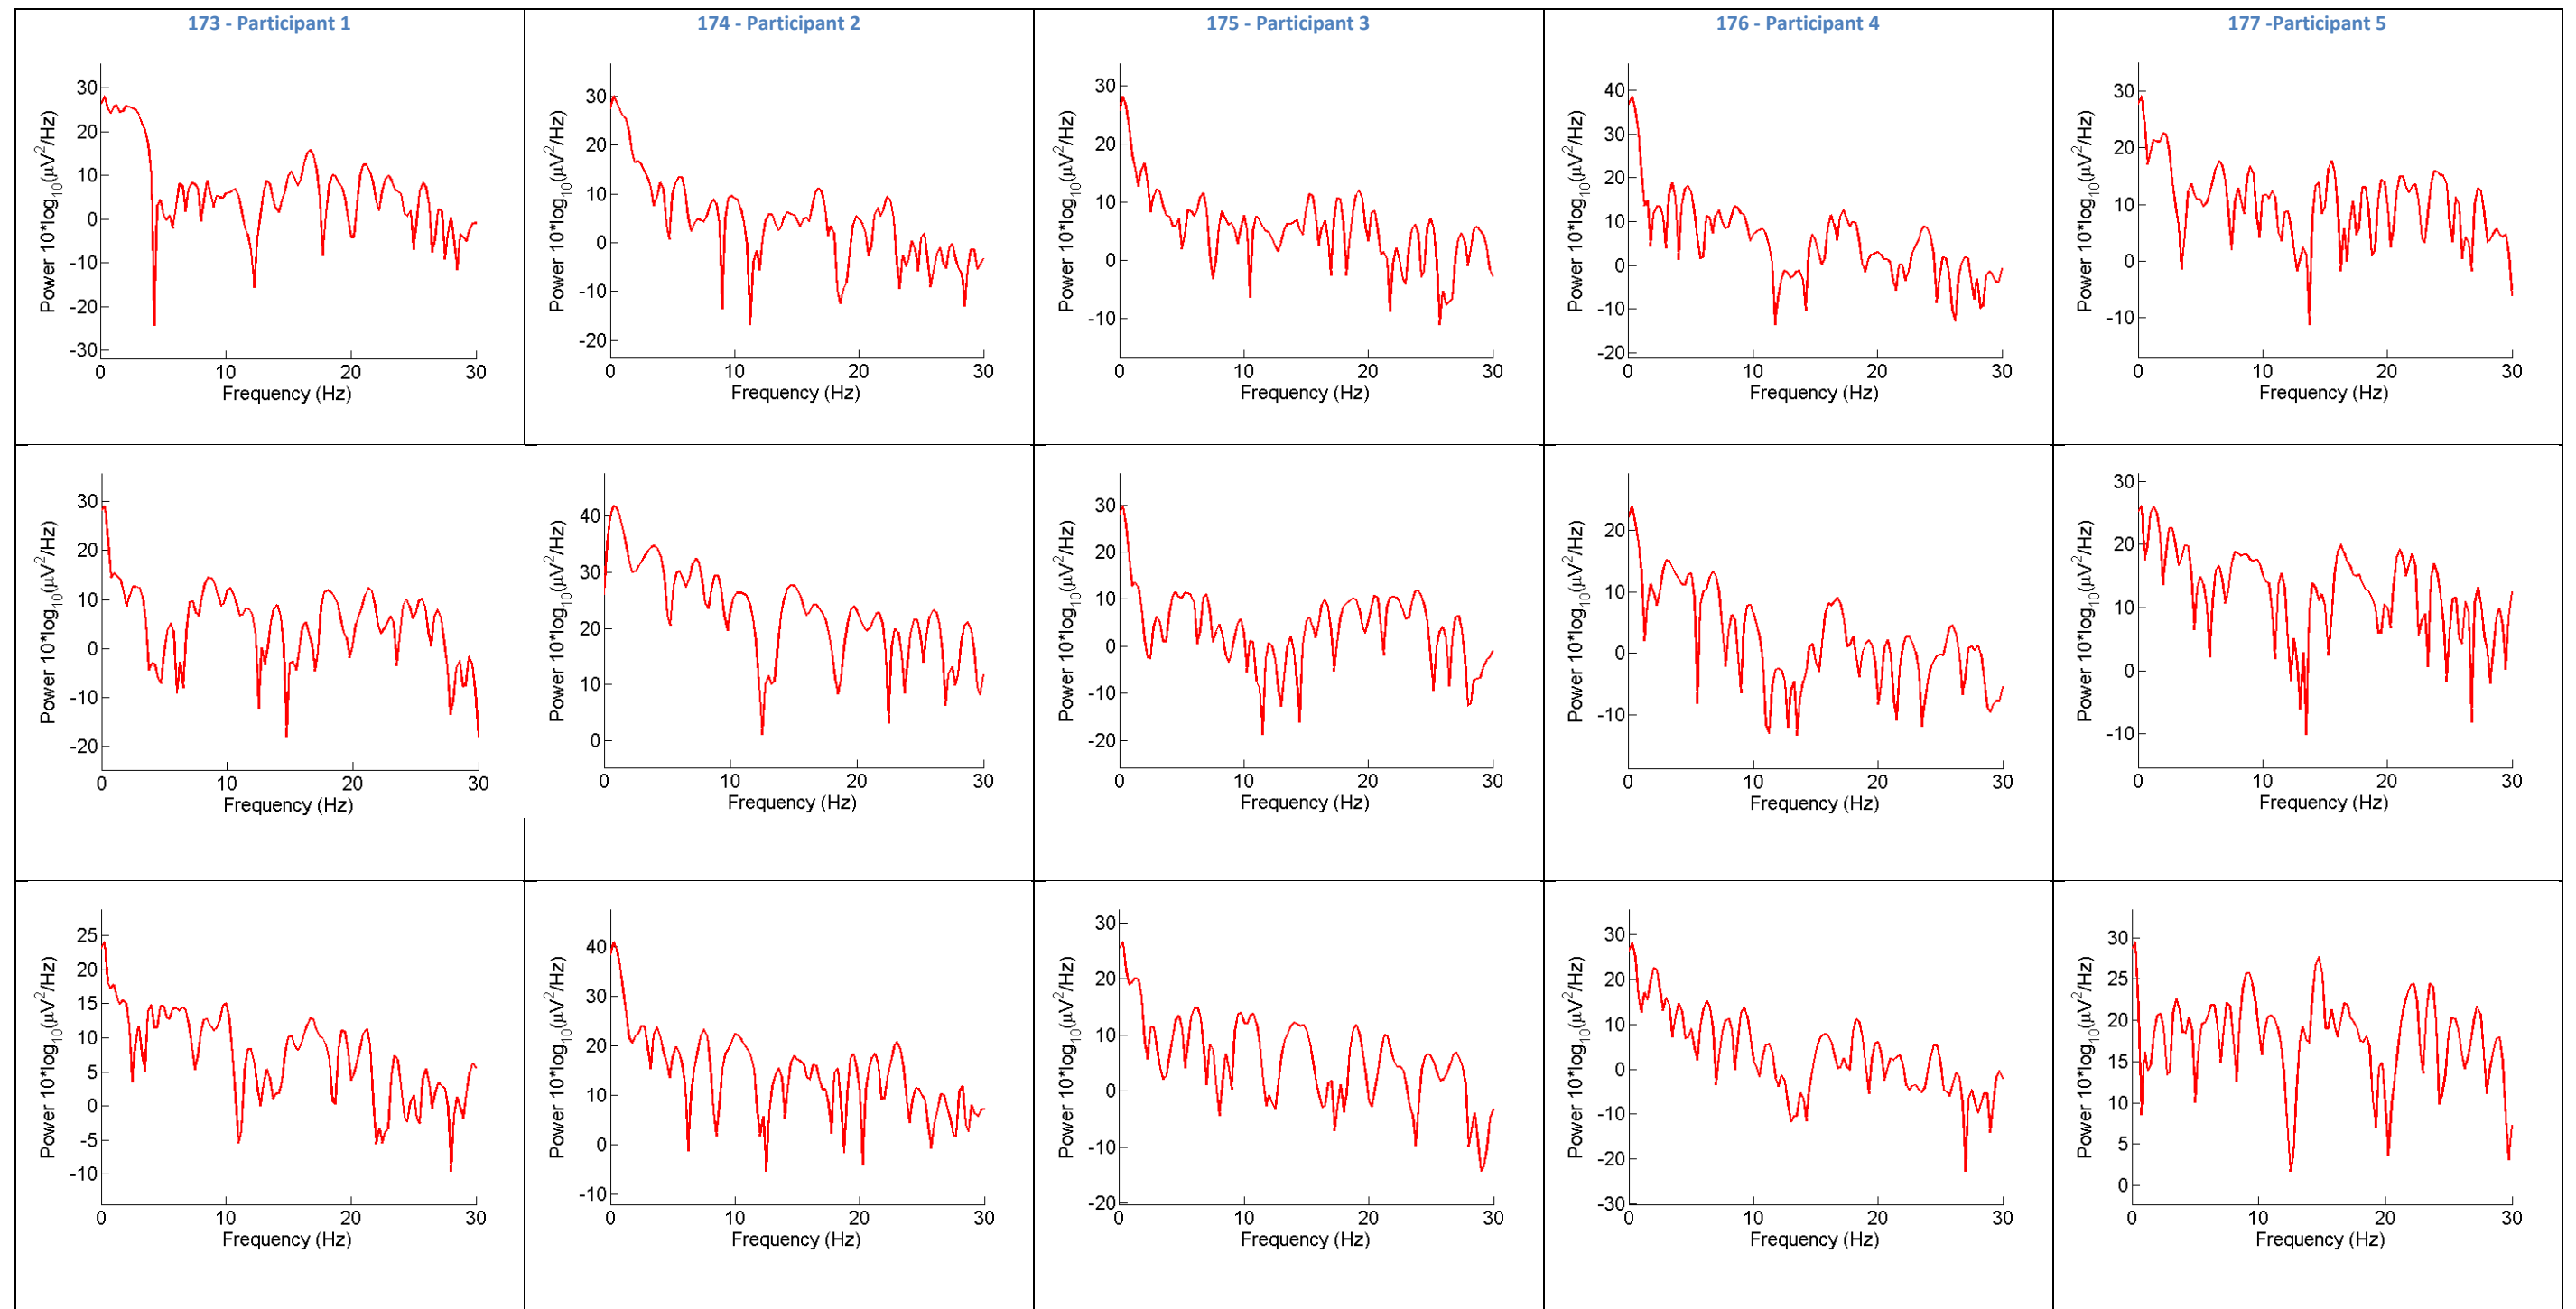 173 - Participant 1
174 - Participant 2
175 - Participant 3
176 - Participant 4
177 -Participant 5
Power 10*log10(μV2/Hz)
30
20
10
0
-10
-20
-30
0 10 20 30
Frequency (Hz)
Power 10*log10(μV2/Hz)
30
20
10
0
-10
-20
0 10 20 30
Frequency (Hz)
Power 10*log10(μV2/Hz)
30
20
10
0
-10
0 10 20 30
Frequency (Hz)
Power 10*log10(μV2/Hz)
40
30
20
10
0
-10
-20
0 10 20 30
Frequency (Hz)
Power 10*log10(μV2/Hz)
30
20
10
0
-10
0 10 20 30
Frequency (Hz)
Power 10*log10(μV2/Hz)
30
20
10
0
-10
-20
0 10 20 30
Frequency (Hz)
Power 10*log10(μV2/Hz)
40
30
20
10
0
0 10 20 30
Frequency (Hz)
Power 10*log10(μV2/Hz)
30
20
10
0
-10
-20
0 10 20 30
Frequency (Hz)
Power 10*log10(μV2/Hz)
20
10
0
-10
0 10 20 30
Frequency (Hz)
Power 10*log10(μV2/Hz)
30
20
10
0
-10
0 10 20 30
Frequency (Hz)
Power 10*log10(μV2/Hz)
25
20
15
10
5
0
-5
-10
0 10 20 30
Frequency (Hz)
Power 10*log10(μV2/Hz)
40
30
20
10
0
-10
0 10 20 30
Frequency (Hz)
Power 10*log10(μV2/Hz)
30
20
10
0
-10
-20
0 10 20 30
Frequency (Hz)
Power 10*log10(μV2/Hz)
30
20
10
0
-10
-20
-30
0 10 20 30
Frequency (Hz)
Power 10*log10(μV2/Hz)
30
25
20
15
10
5
0
0 10 20 30
Frequency (Hz)